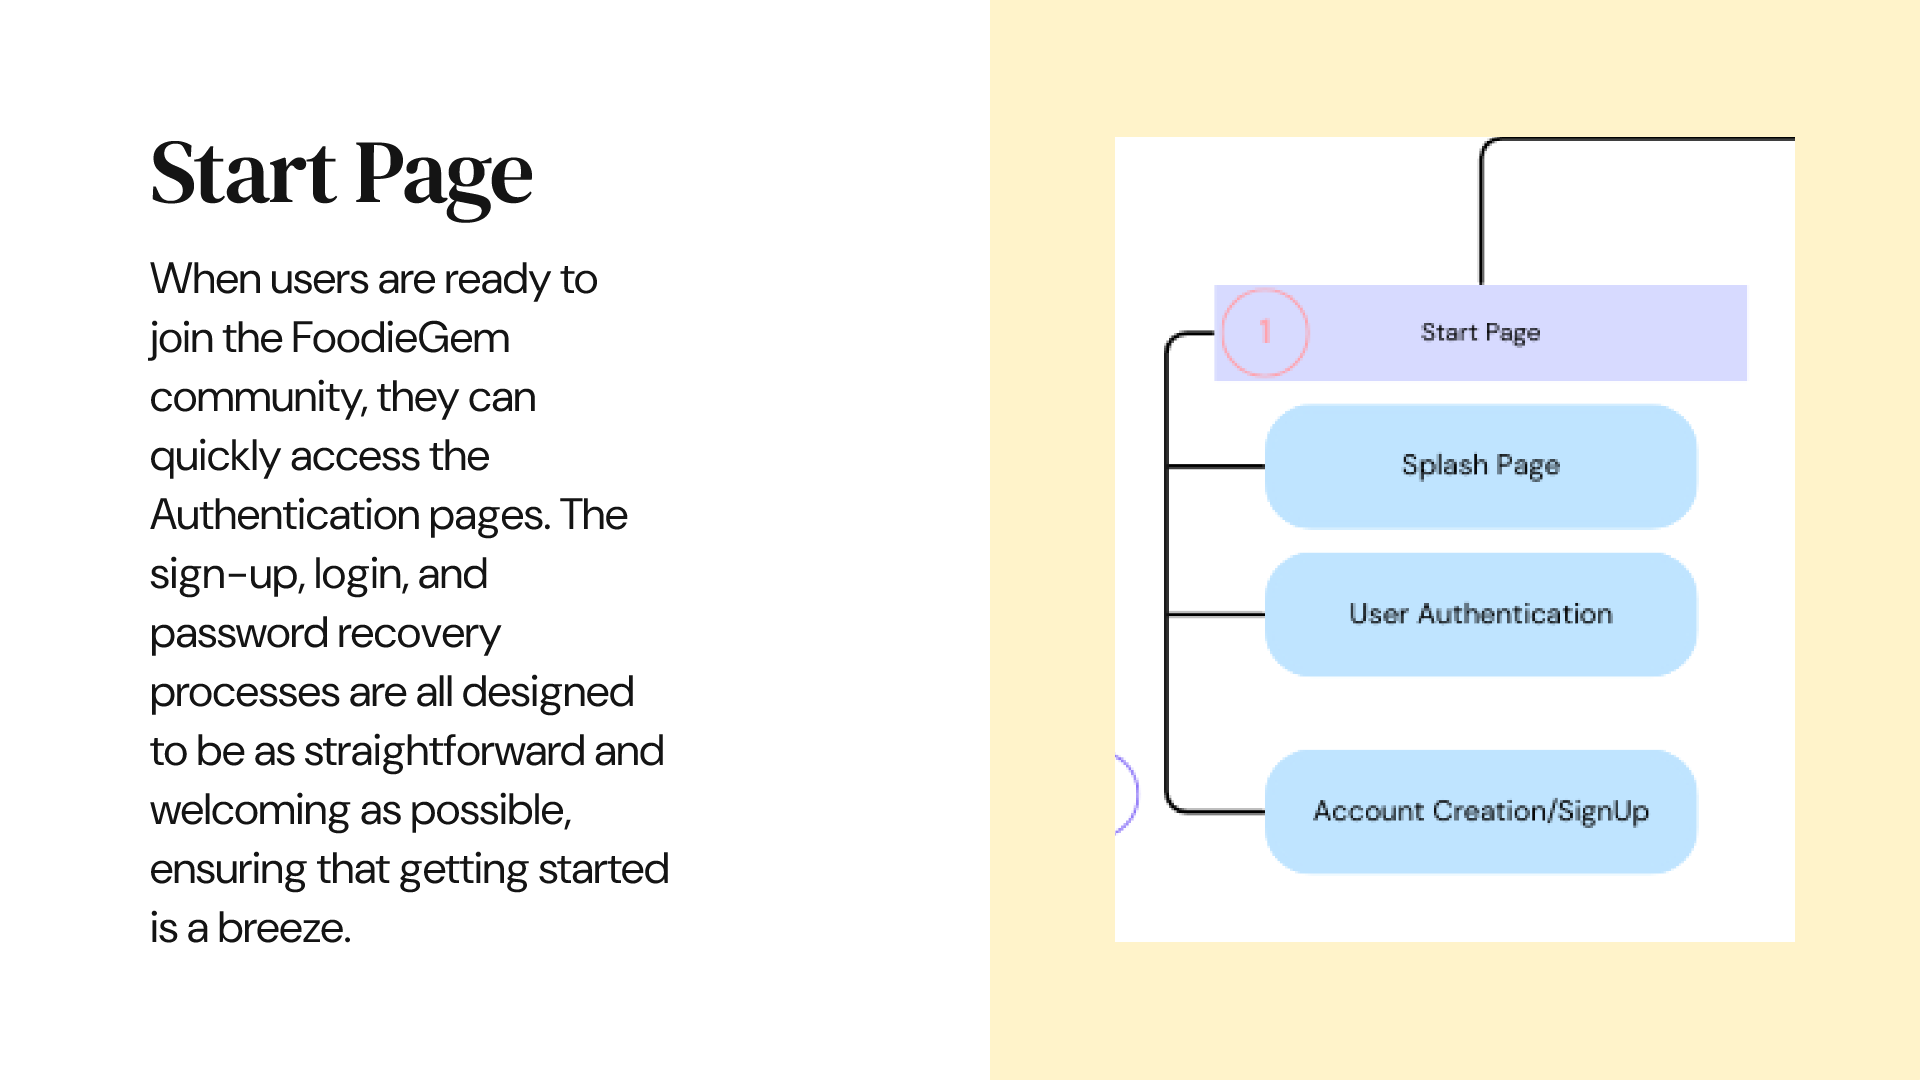 Start Page
When users are ready to
join the FoodieGem
community, they can
quickly access the
Authentication pages. The
sign-up, login, and
password recovery
processes are all designed
to be as straightforward and
welcoming as possible,
ensuring that getting started
is a breeze.
1
Start Page
Splash Page
User Authentication
Account Creation/SignUp